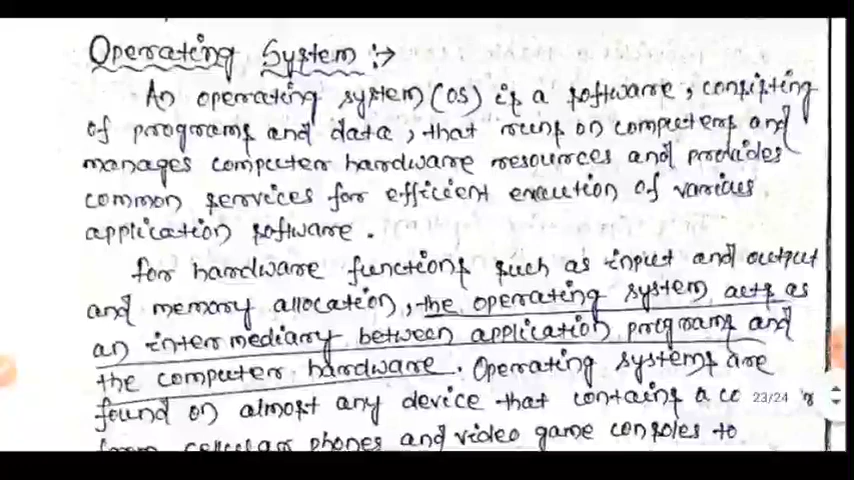 Operating System :→
An operating system (OS) is a software, consisting
of programs and data, that runs on computers and
manages computer hardware resources and provides
common services for efficient execution of various
application software.
for hardware functions such as input and output
and memory allocation, the operating system acts as
an intermediary between application programs and
the computer hardware. Operating systems are
found on almost any device that contains a co
23/24
from cellular phones and video game consoles to